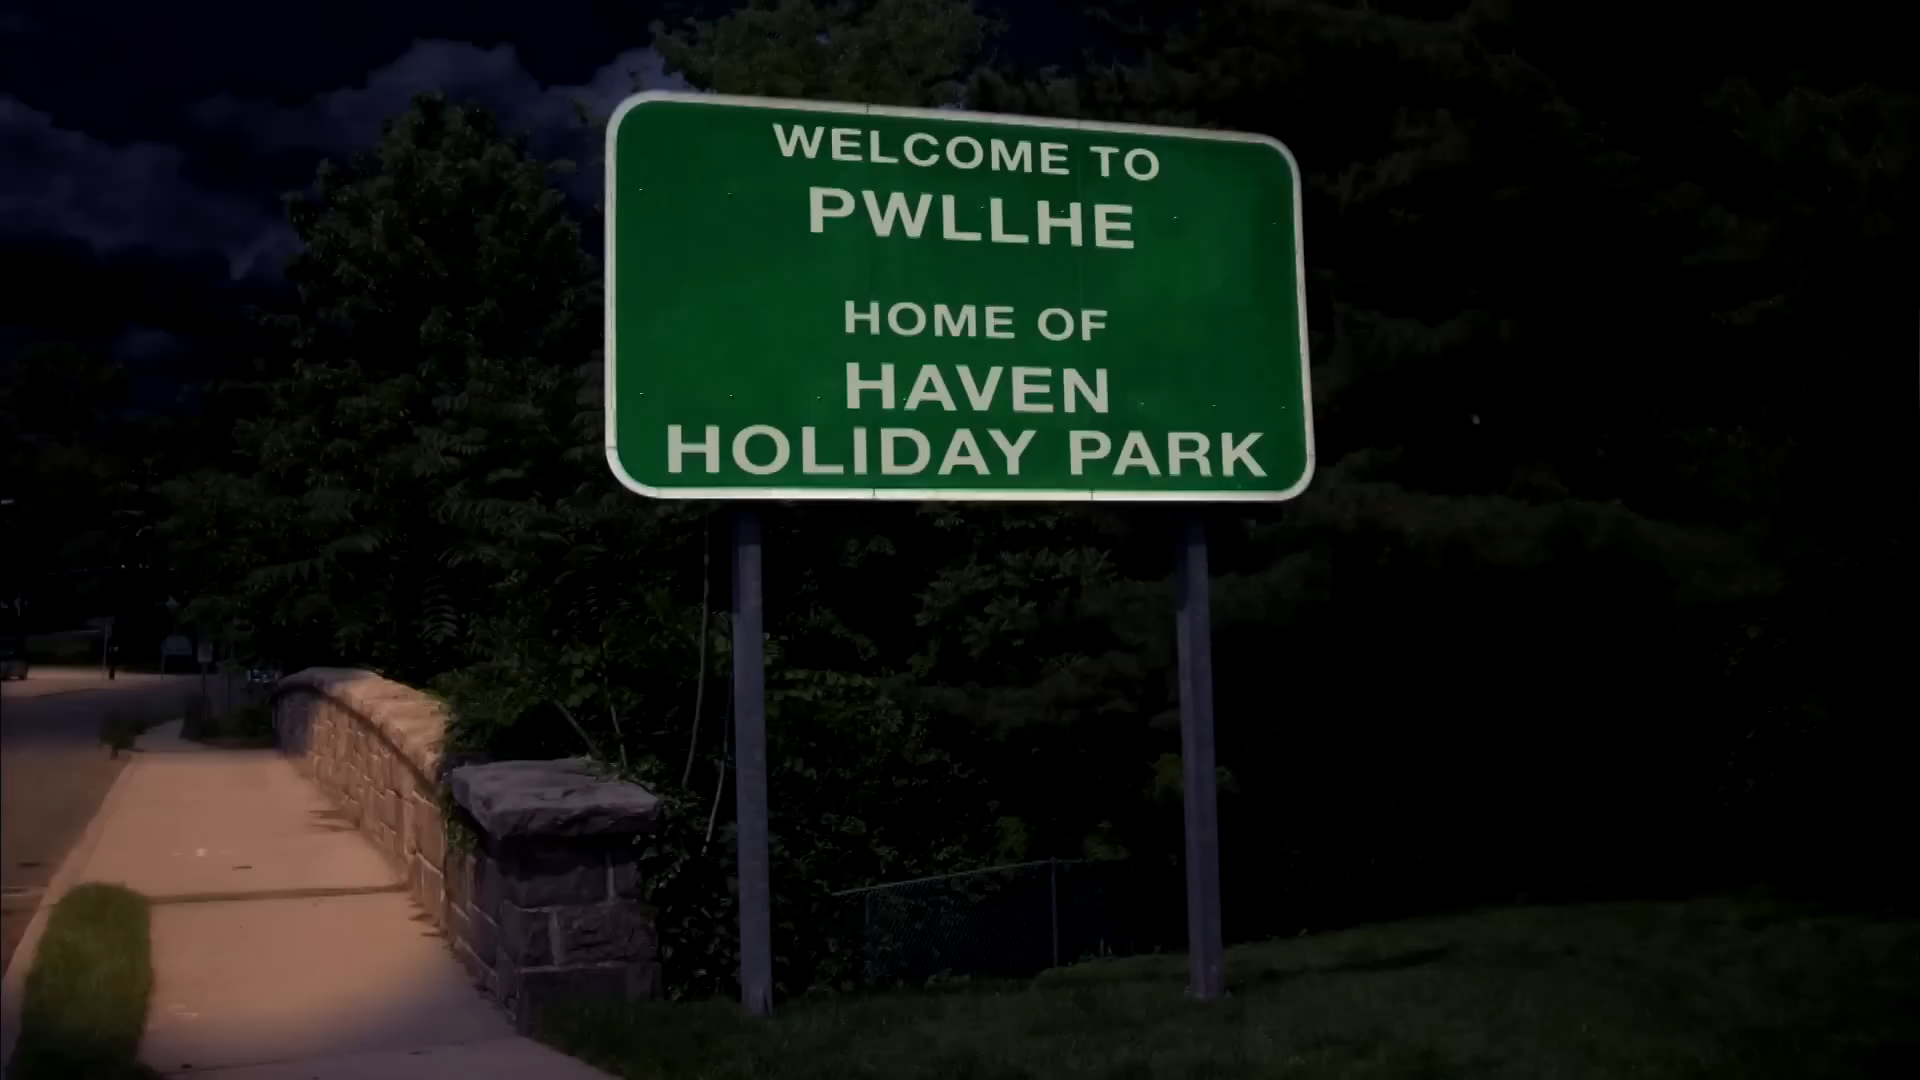 WELCOME TO
PWLLHE
HOME OF
HAVEN
HOLIDAY PARK